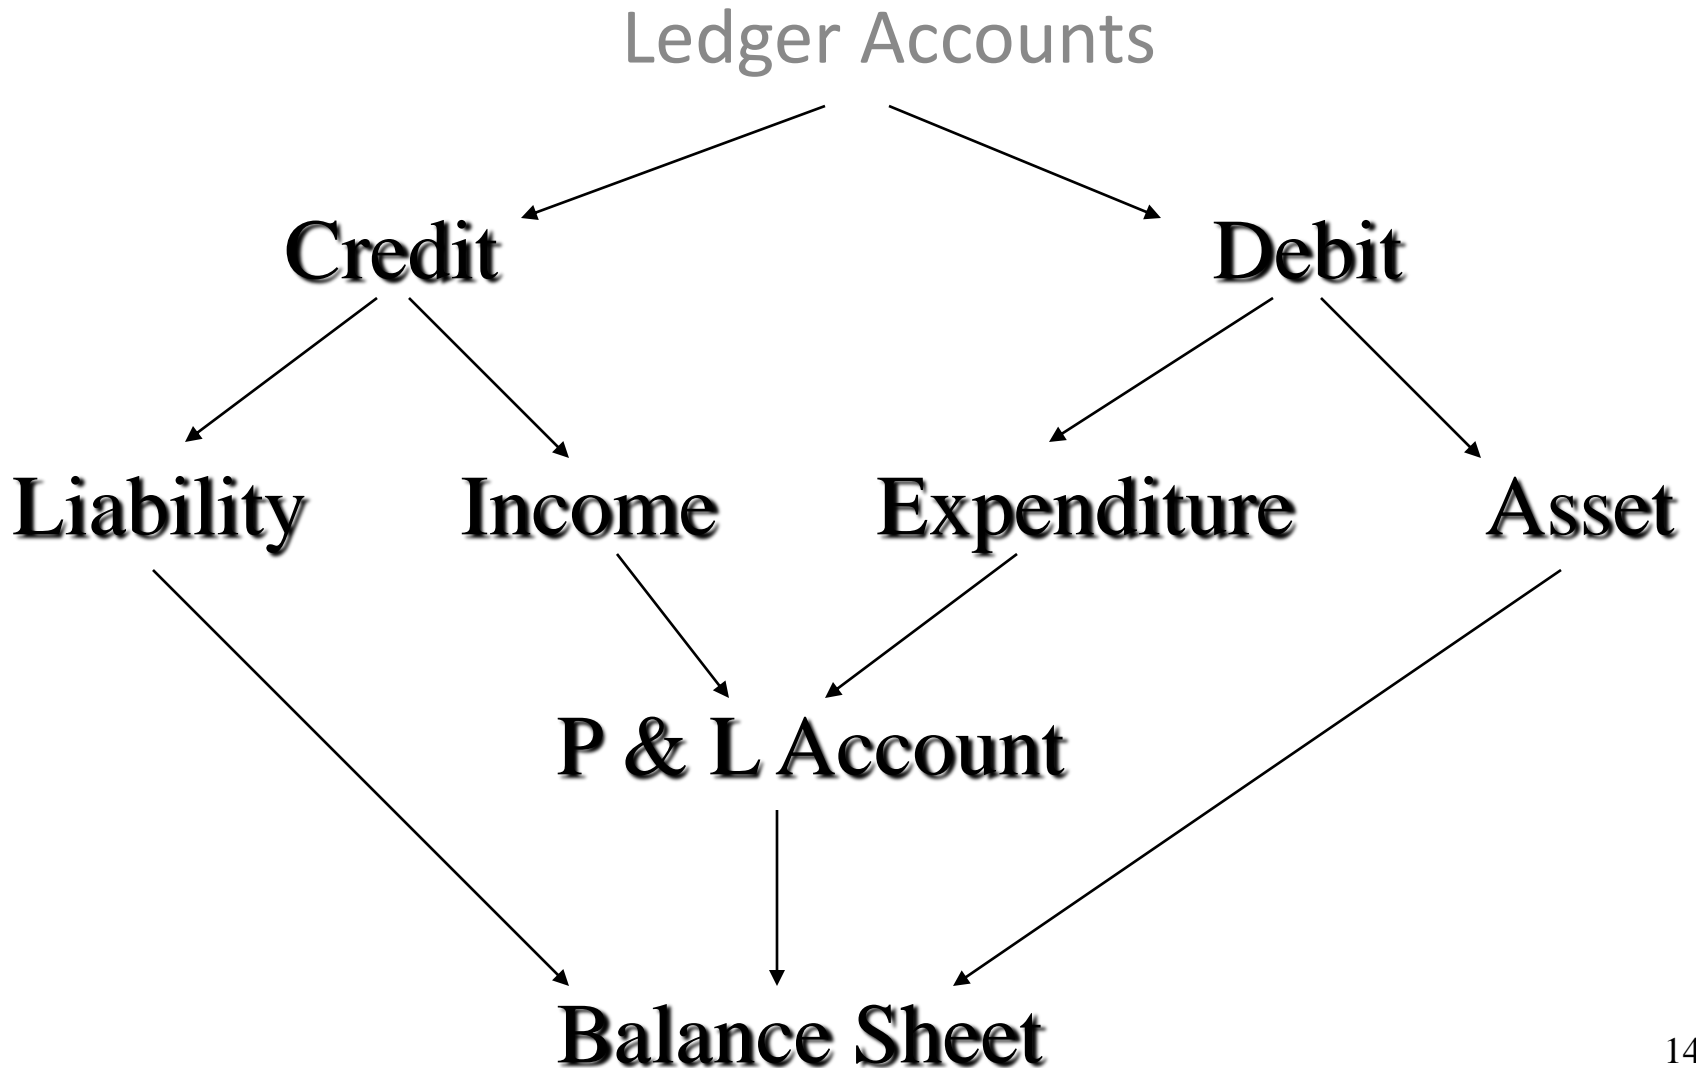 Ledger Accounts
Credit
Debit
Liability
Income
Expenditure
Asset
P & L Account
Balance Sheet
14